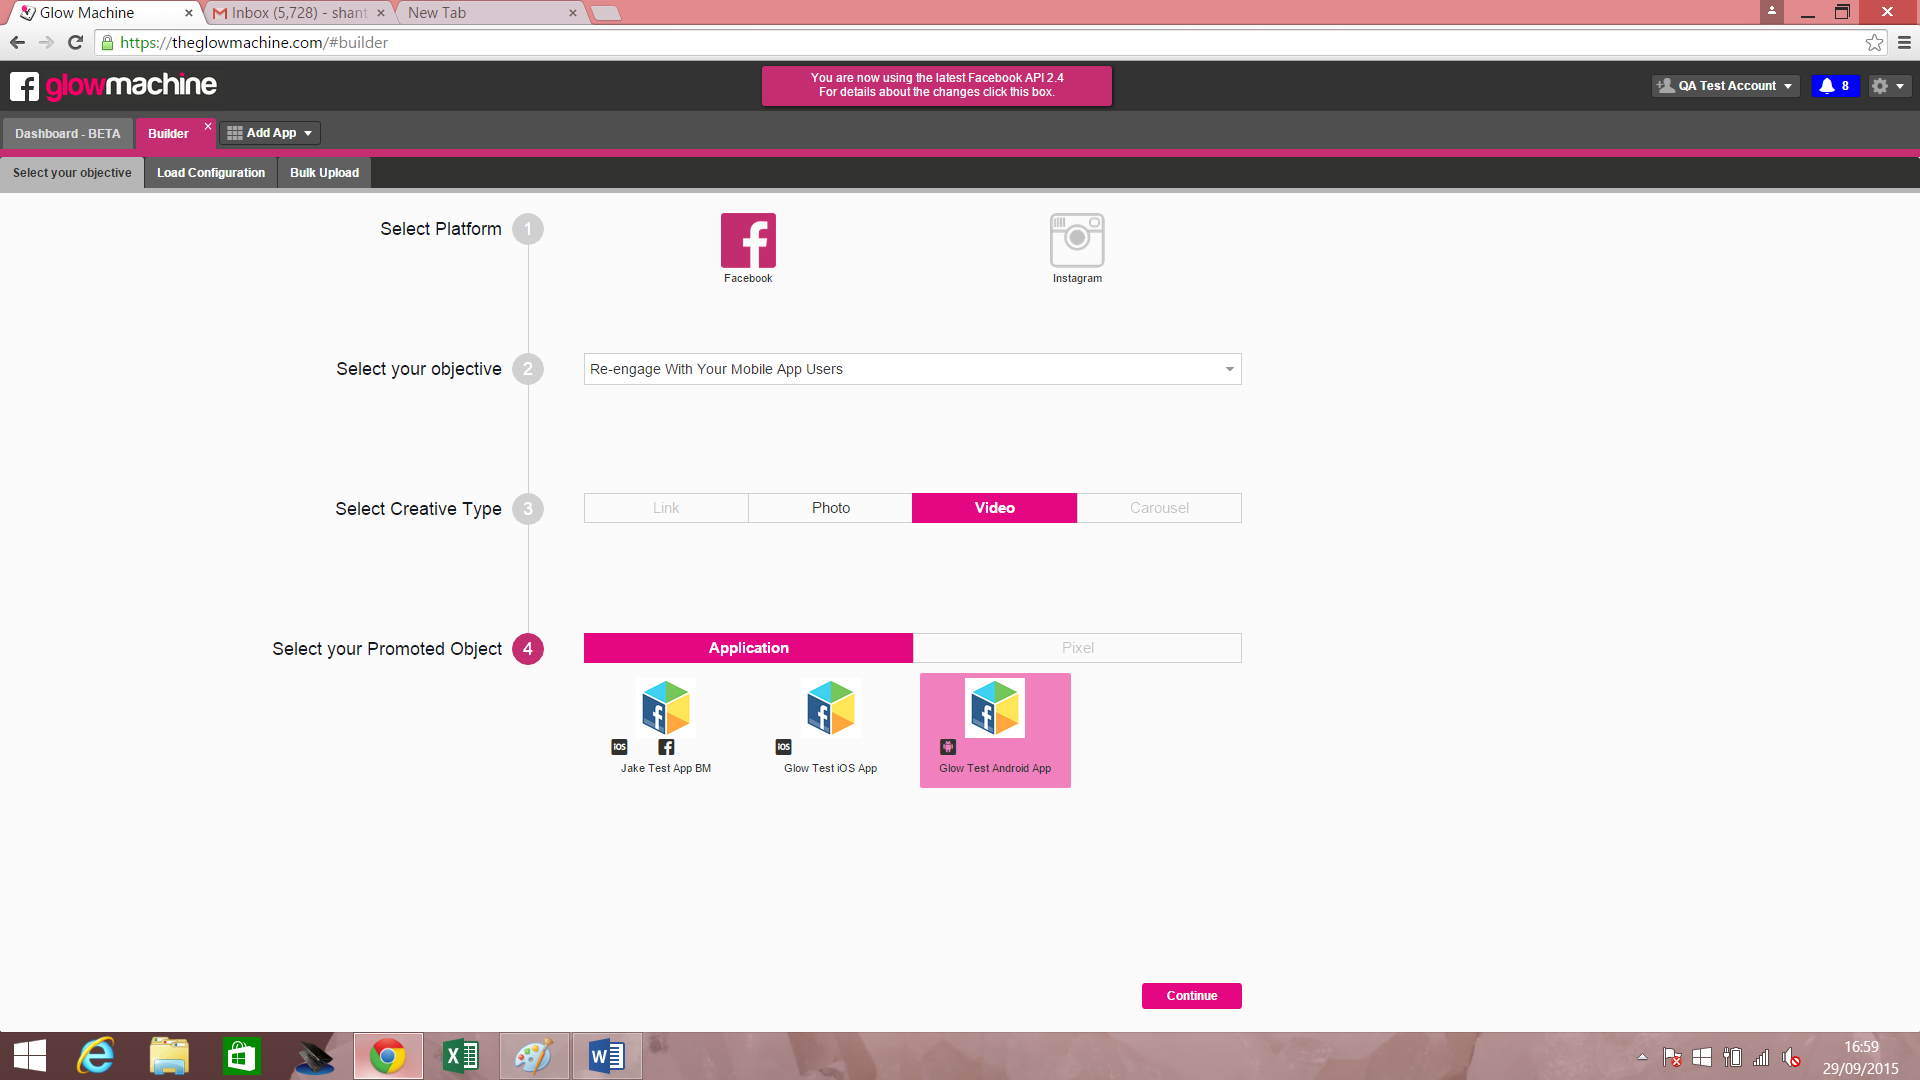 Glow Machine
Inbox (5,728) - shant
New Tab
https://theglowmachine.com/#builder
glowmachine
You are now using the latest Facebook API 2.4
For details about the changes click this box.
QA Test Account
8
Dashboard - BETA
Builder
Add App
Select your objective
Load Configuration
Bulk Upload
Select Platform
1
Facebook
Instagram
Select your objective
2
Re-engage With Your Mobile App Users
Select Creative Type
3
Link
Photo
Video
Carousel
Select your Promoted Object
4
Application
Pixel
iOS
iOS
Jake Test App BM
Glow Test iOS App
Glow Test Android App
Continue
16:59
29/09/2015